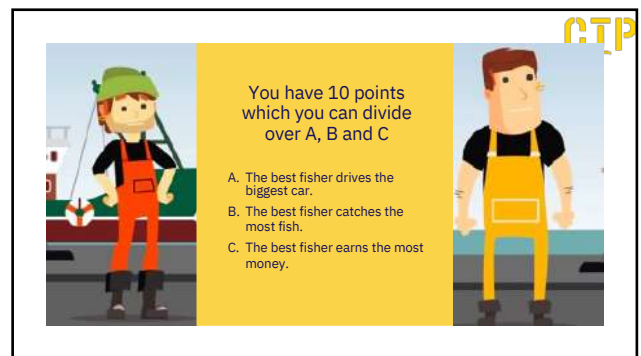 CTP
You have 10 points
which you can divide
over A, B and C
A. The best fisher drives the
biggest car.
B. The best fisher catches the
most fish.
C. The best fisher earns the most
money.